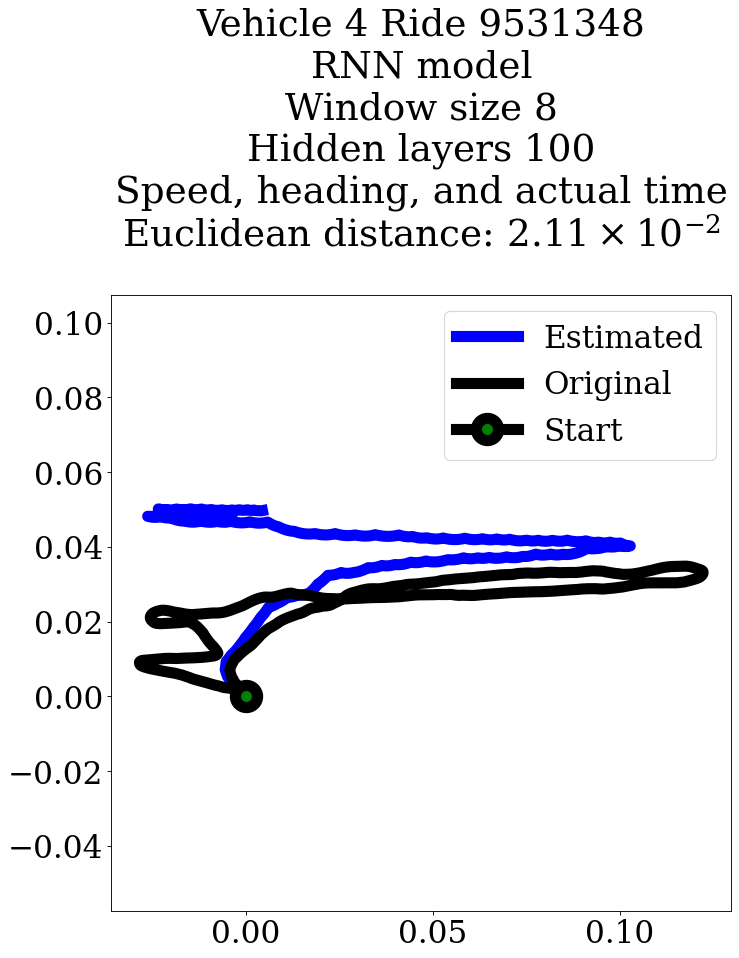 Vehicle 4 Ride 9531348
RNN model
Window size 8
Hidden layers 100
Speed, heading, and actual time
Euclidean distance: 2.11 × 10⁻²
Estimated
Original
Start
0.10
0.08
0.06
0.04
0.02
0.00
−0.02
−0.04
0.00 0.05 0.10